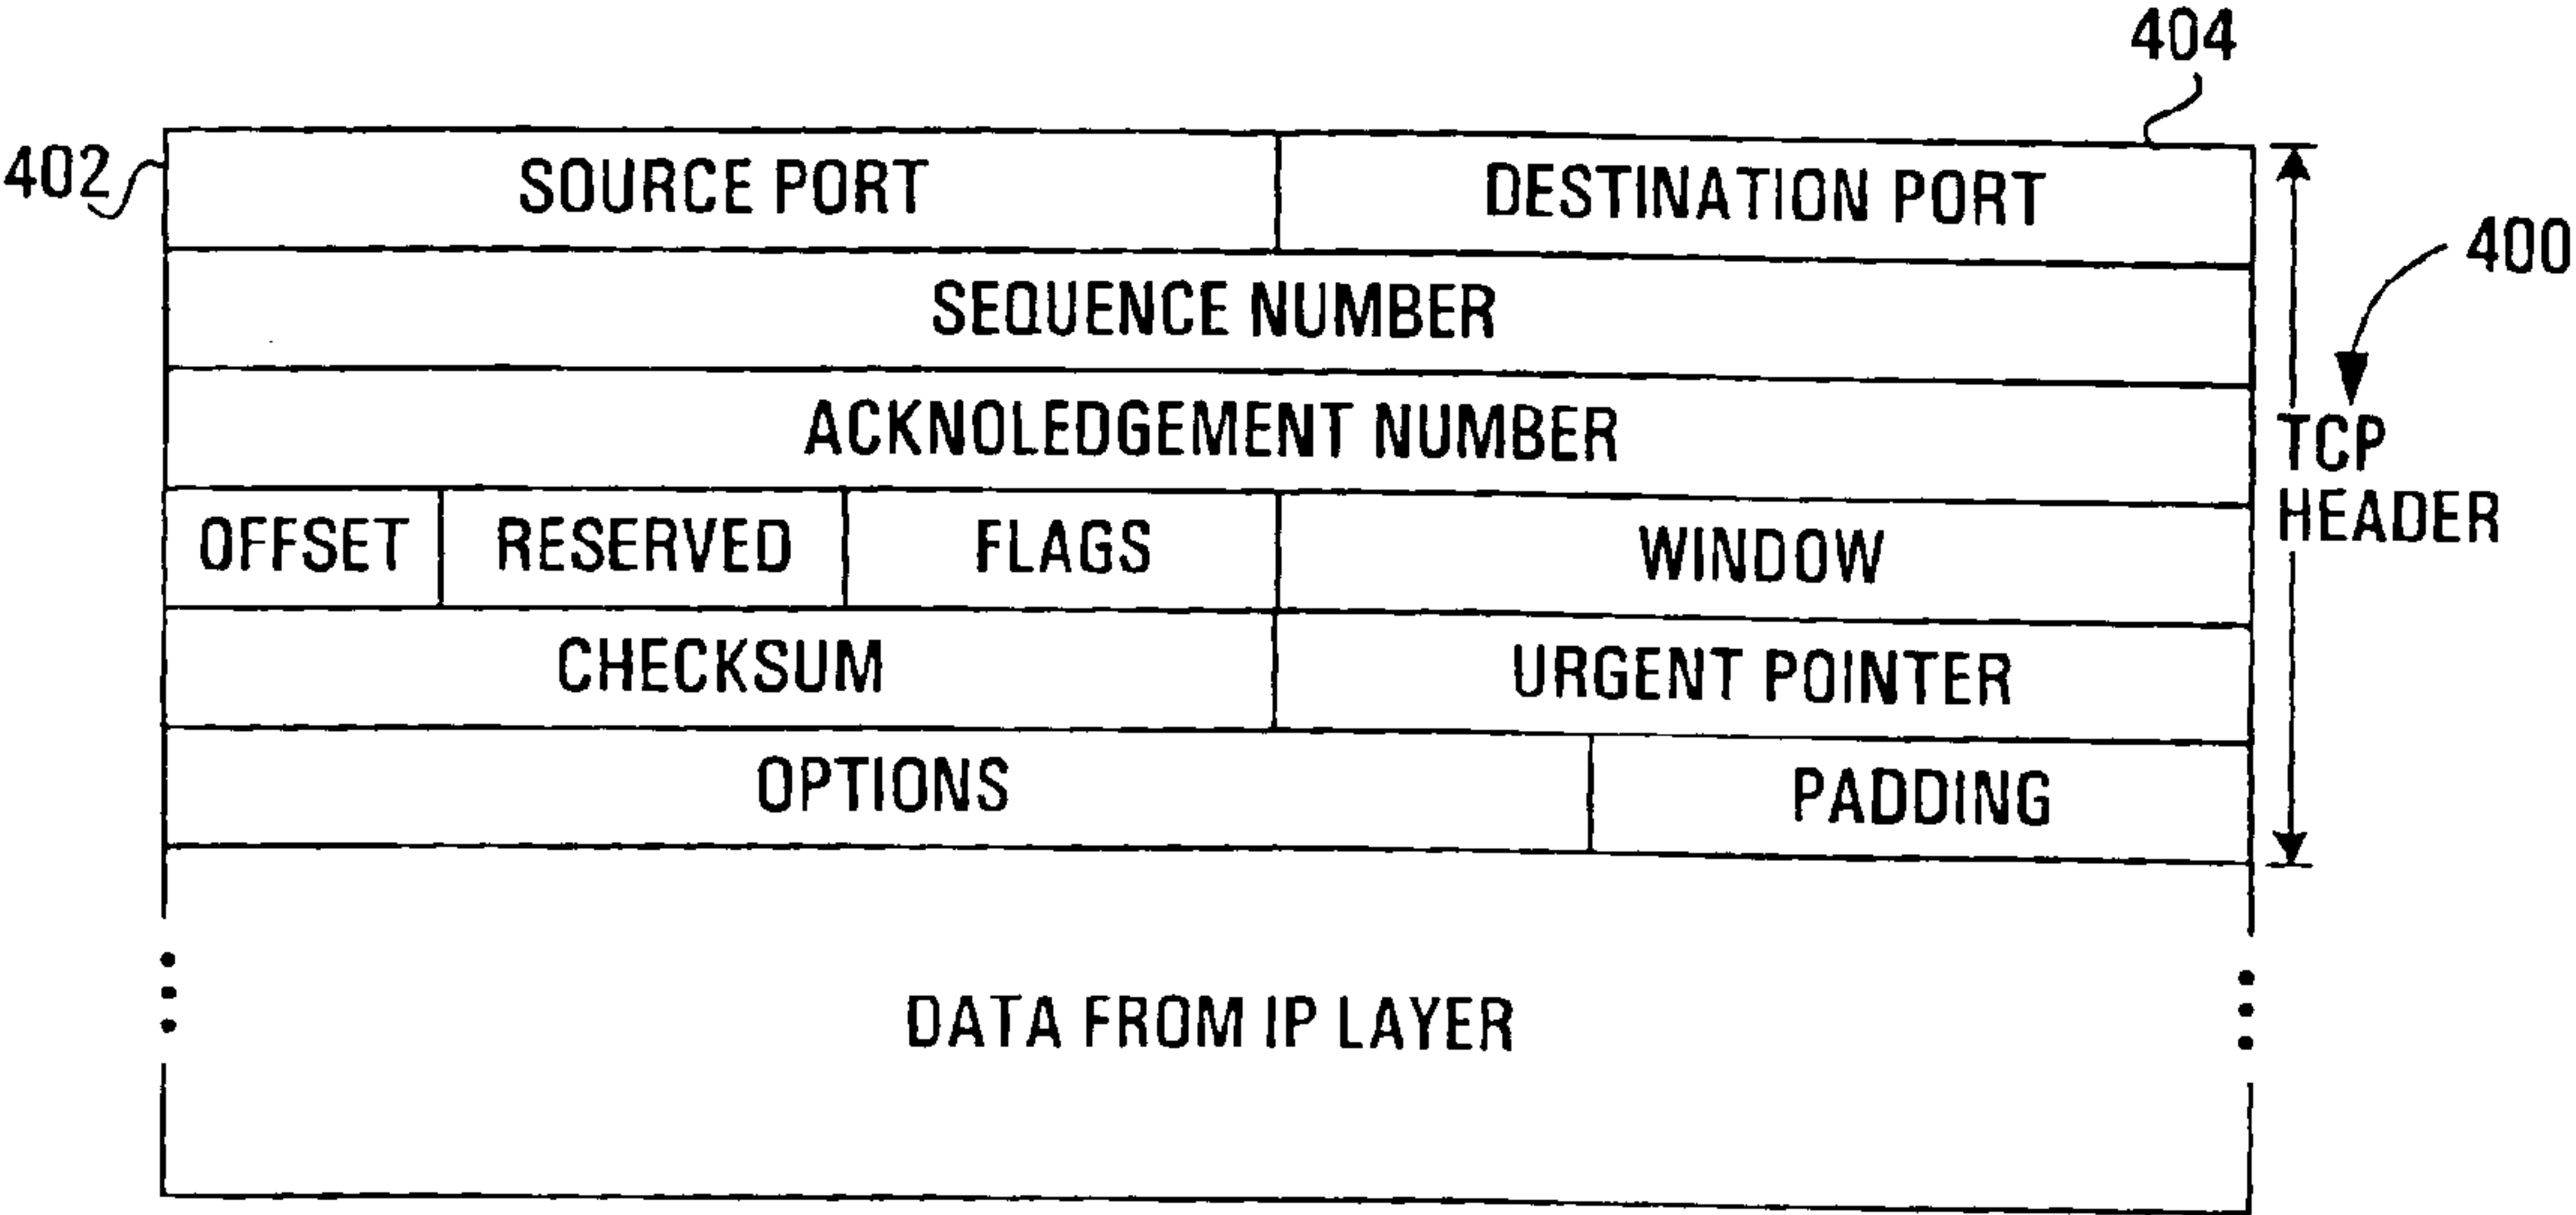 404
402
SOURCE PORT
DESTINATION PORT
400
SEQUENCE NUMBER
ACKNOLEDGEMENT NUMBER
TCP
HEADER
OFFSET
RESERVED
FLAGS
WINDOW
CHECKSUM
URGENT POINTER
OPTIONS
PADDING
DATA FROM IP LAYER